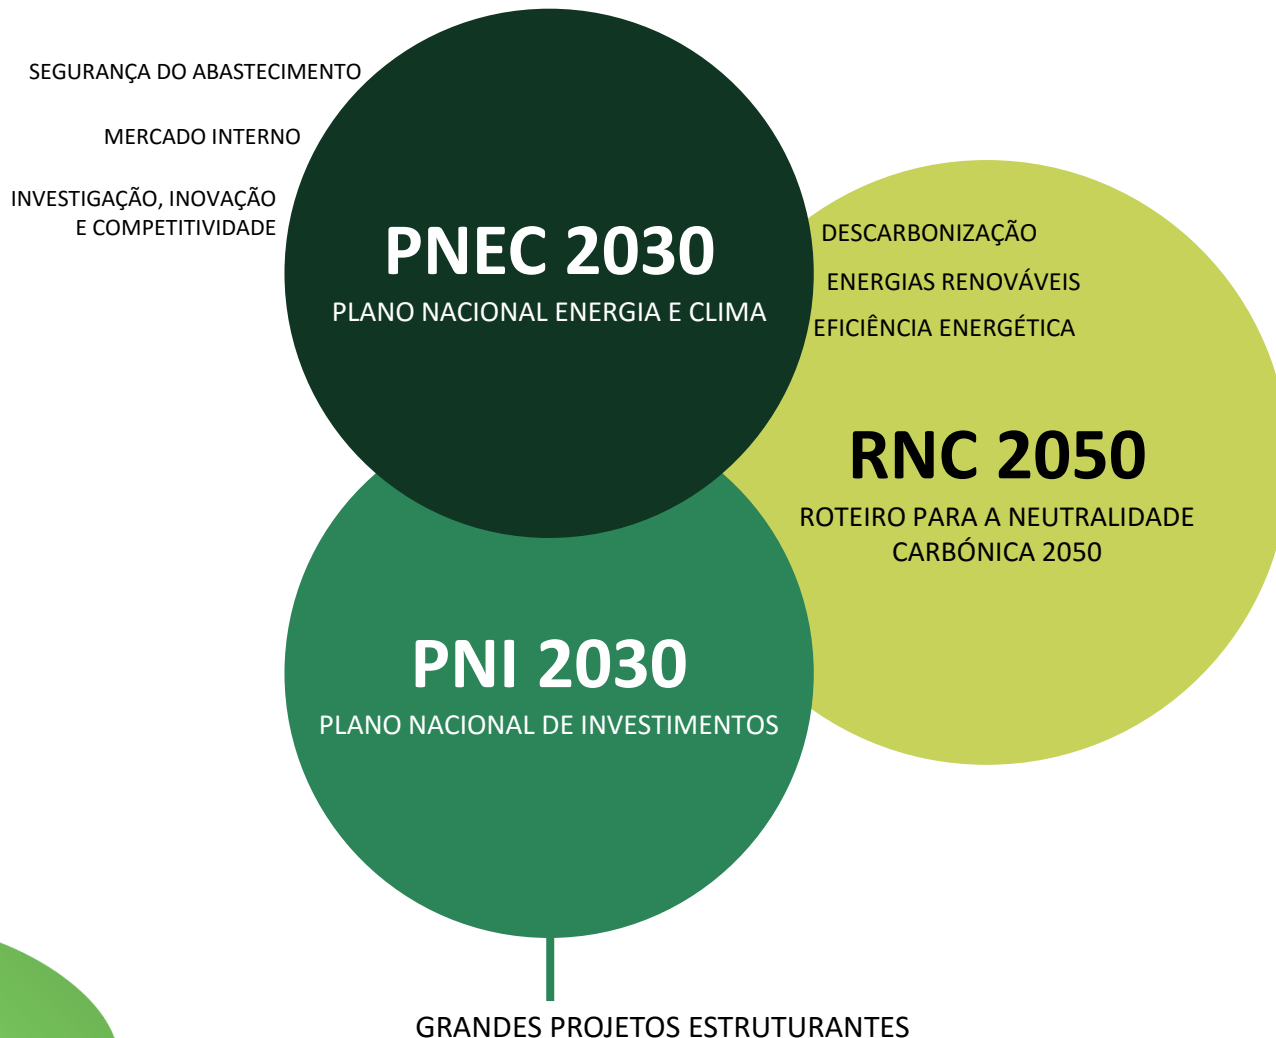 SEGURANÇA DO ABASTECIMENTO
MERCADO INTERNO
INVESTIGAÇÃO, INOVAÇÃO
E COMPETITIVIDADE
PNEC 2030
PLANO NACIONAL ENERGIA E CLIMA
DESCARBONIZAÇÃO
ENERGIAS RENOVÁVEIS
EFICIÊNCIA ENERGÉTICA
RNC 2050
ROTEIRO PARA A NEUTRALIDADE
CARBÓNICA 2050
PNI 2030
PLANO NACIONAL DE INVESTIMENTOS
GRANDES PROJETOS ESTRUTURANTES